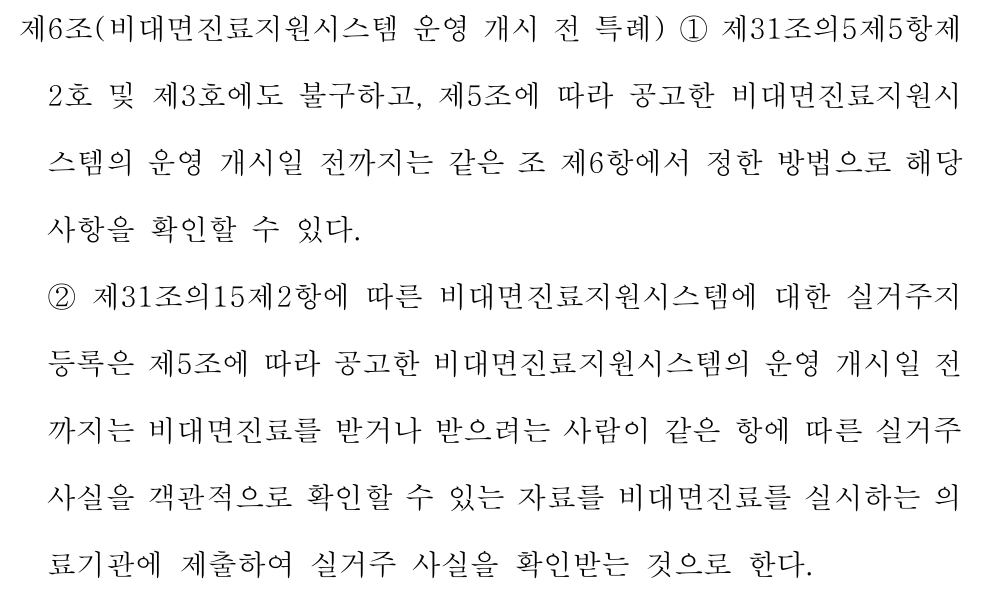 제6조(비대면진료지원시스템 운영 개시 전 특례) ① 제31조의5제5항제
2호 및 제3호에도 불구하고, 제5조에 따라 공고한 비대면진료지원시
스템의 운영 개시일 전까지는 같은 조 제6항에서 정한 방법으로 해당
사항을 확인할 수 있다.
② 제31조의15제2항에 따른 비대면진료지원시스템에 대한 실거주지
등록은 제5조에 따라 공고한 비대면진료지원시스템의 운영 개시일 전
까지는 비대면진료를 받거나 받으려는 사람이 같은 항에 따른 실거주
사실을 객관적으로 확인할 수 있는 자료를 비대면진료를 실시하는 의
료기관에 제출하여 실거주 사실을 확인받는 것으로 한다.